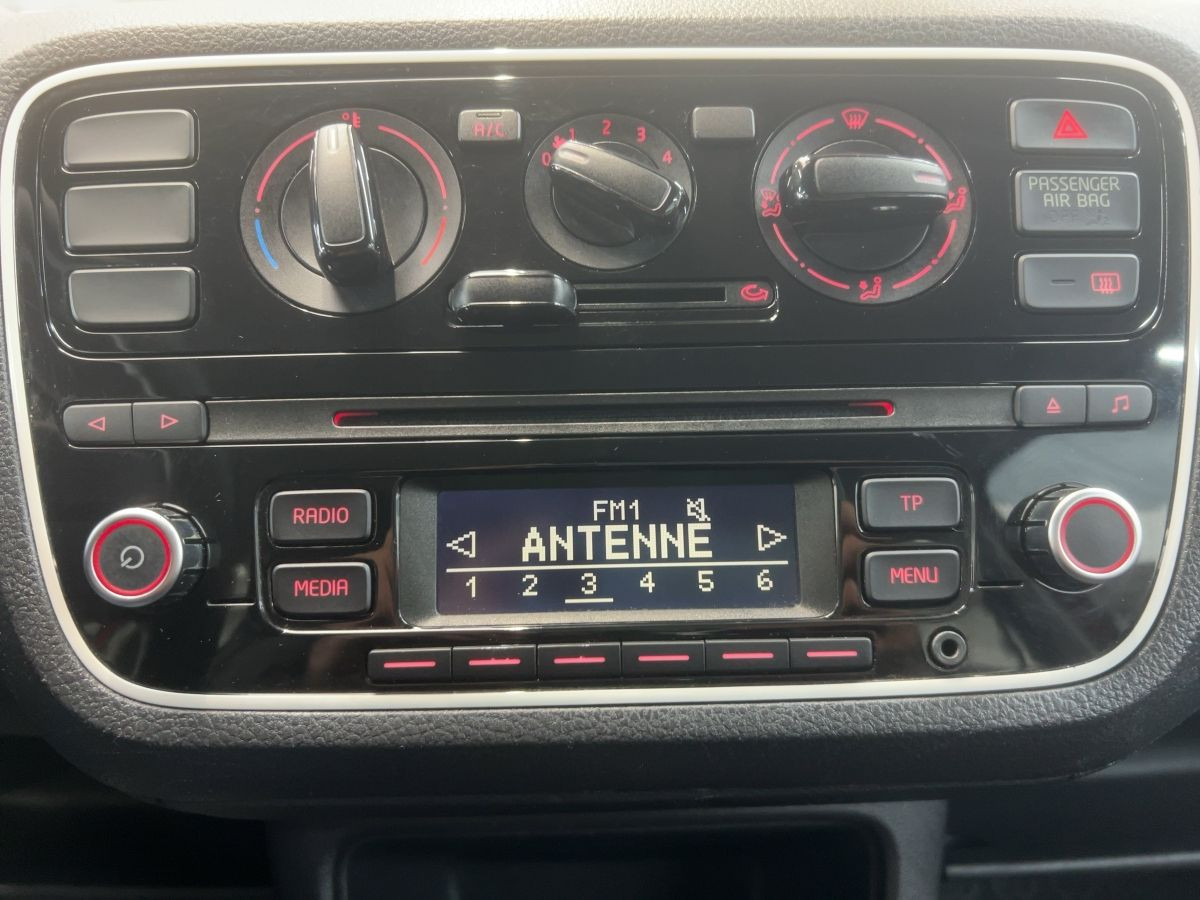 A/C
0 1 2 3 4
PASSENGER
AIR BAG
OFF
RADIO
MEDIA
FM1
ANTENNE
1 2 3 4 5 6
TP
MENU